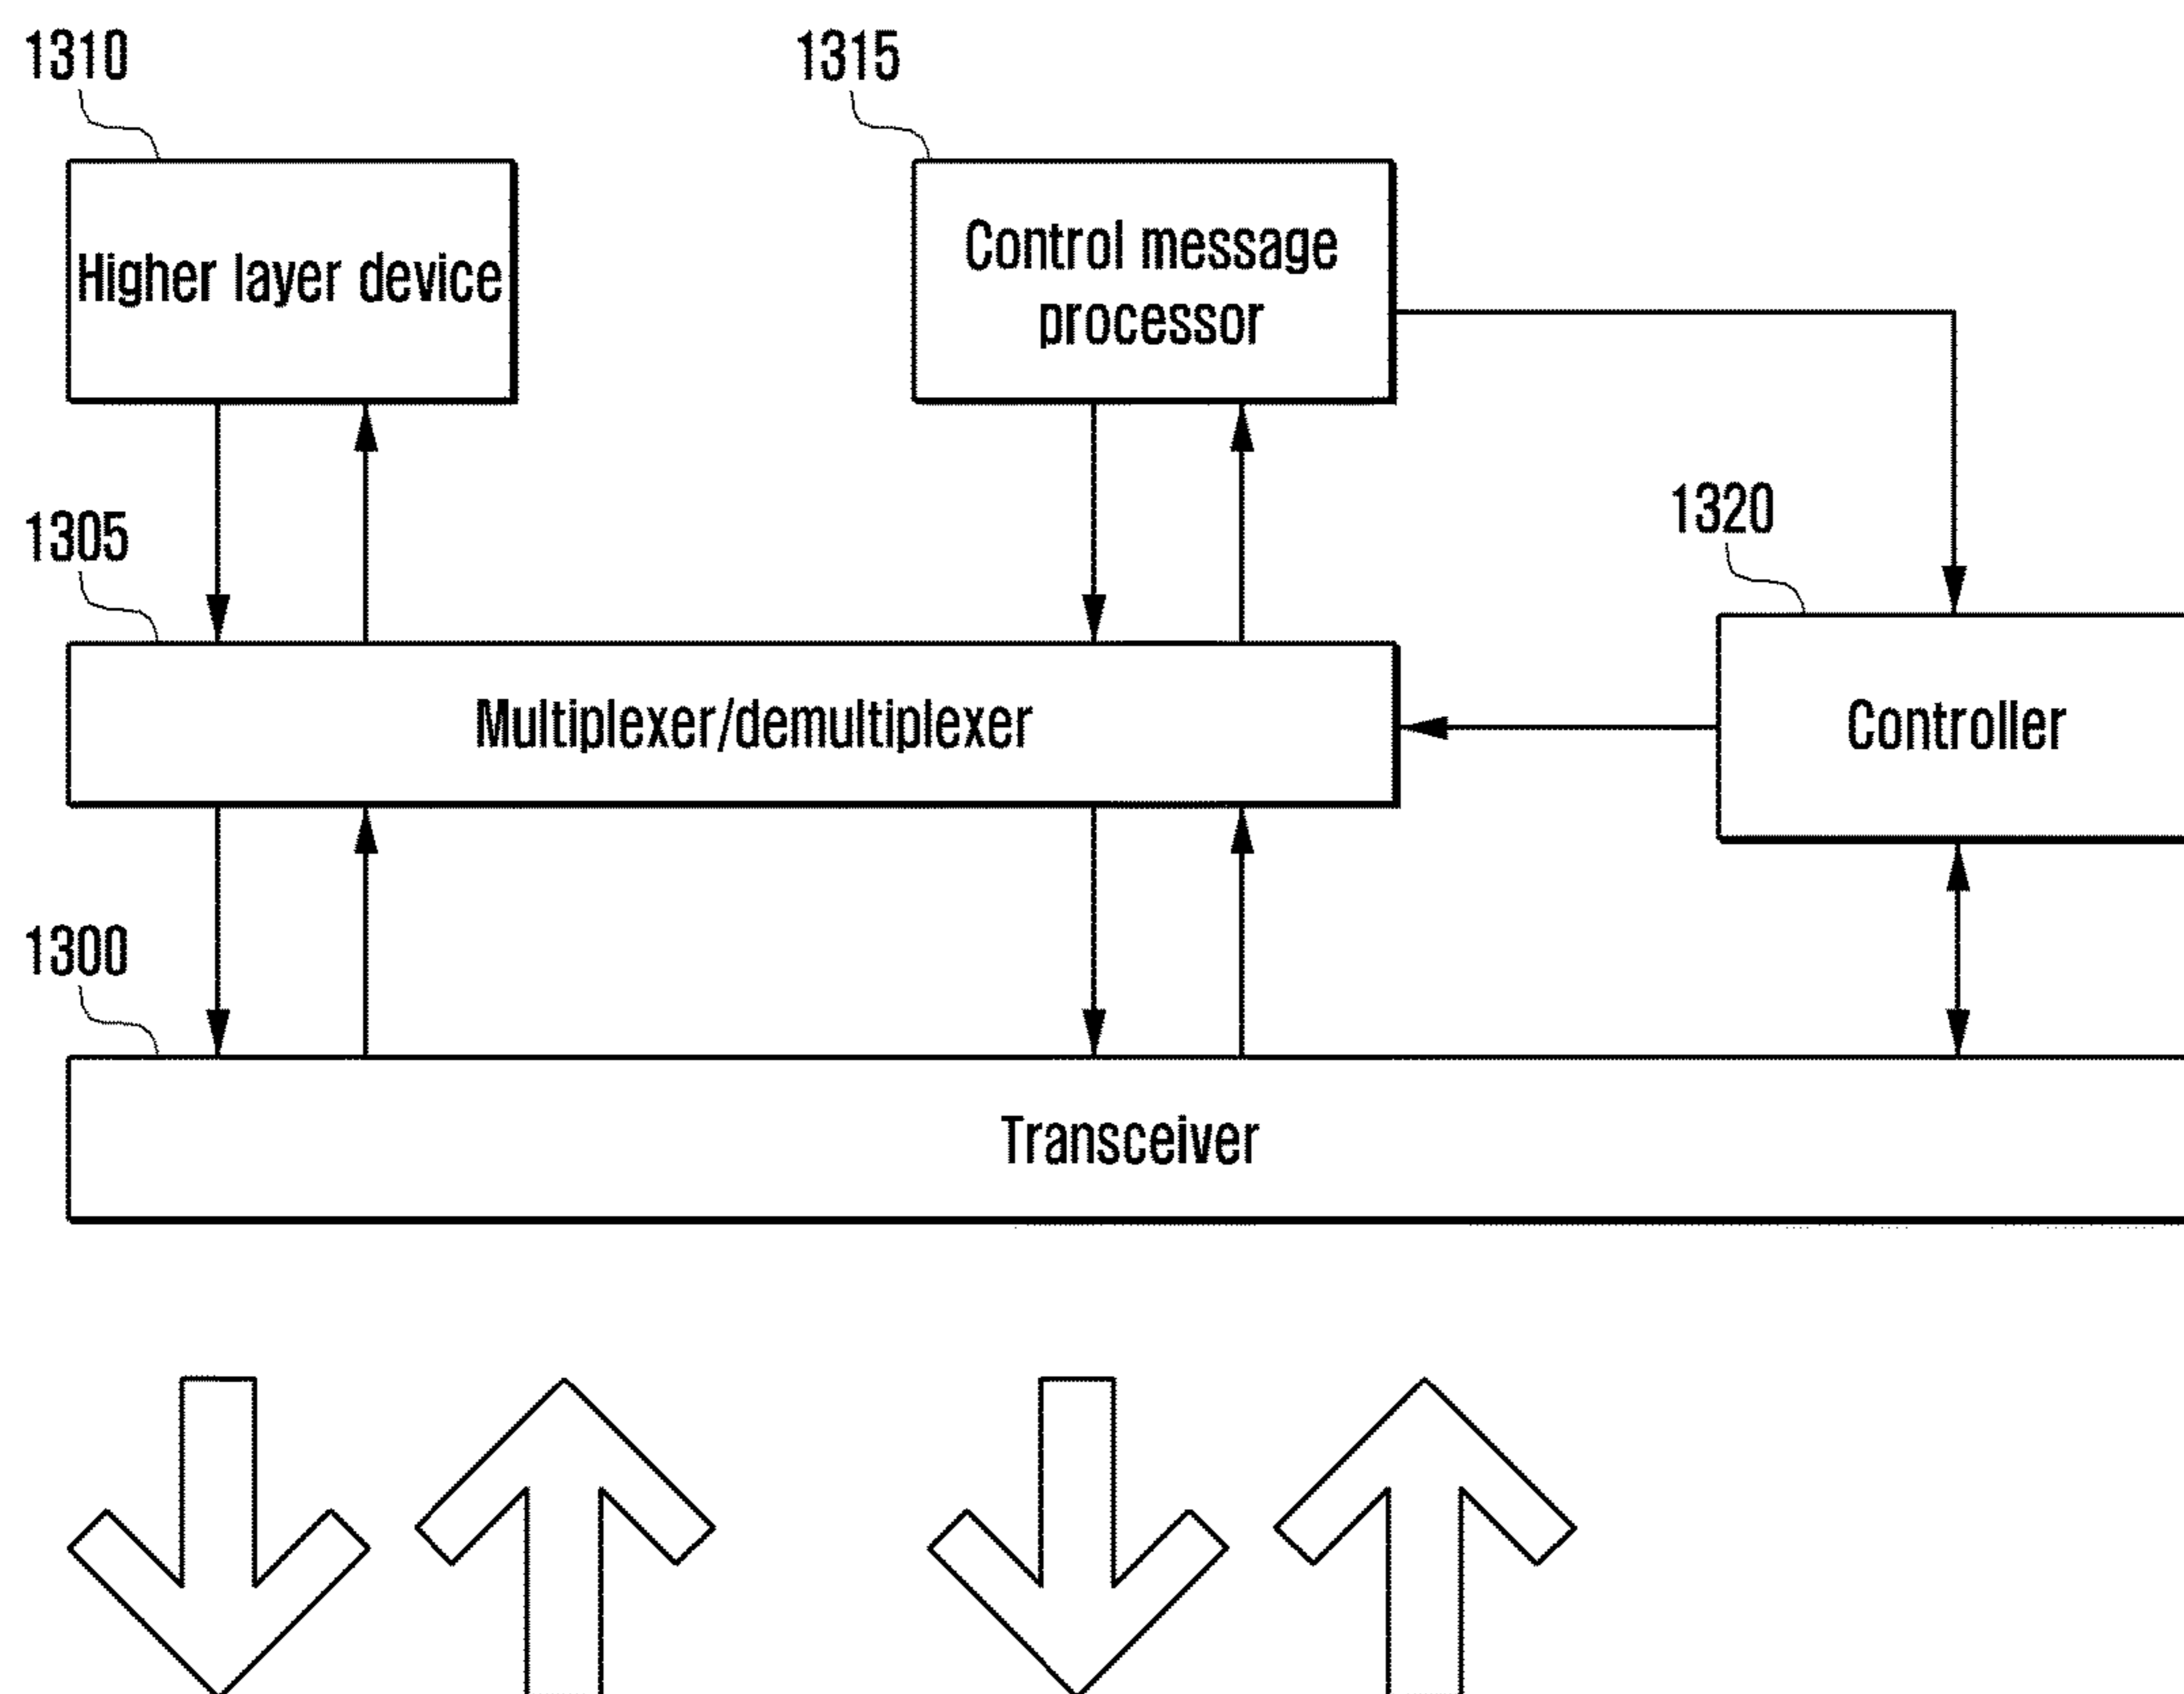 1310
1315
Higher layer device
Control message
processor
1305
1320
Multiplexer/demultiplexer
Controller
1300
Transceiver